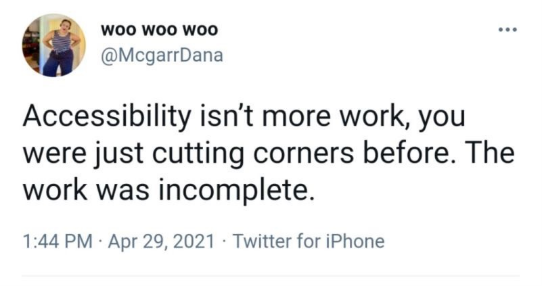 woo woo woo
@McgarrDana
Accessibility isn't more work, you
were just cutting corners before. The
work was incomplete.
1:44 PM · Apr 29, 2021 · Twitter for iPhone